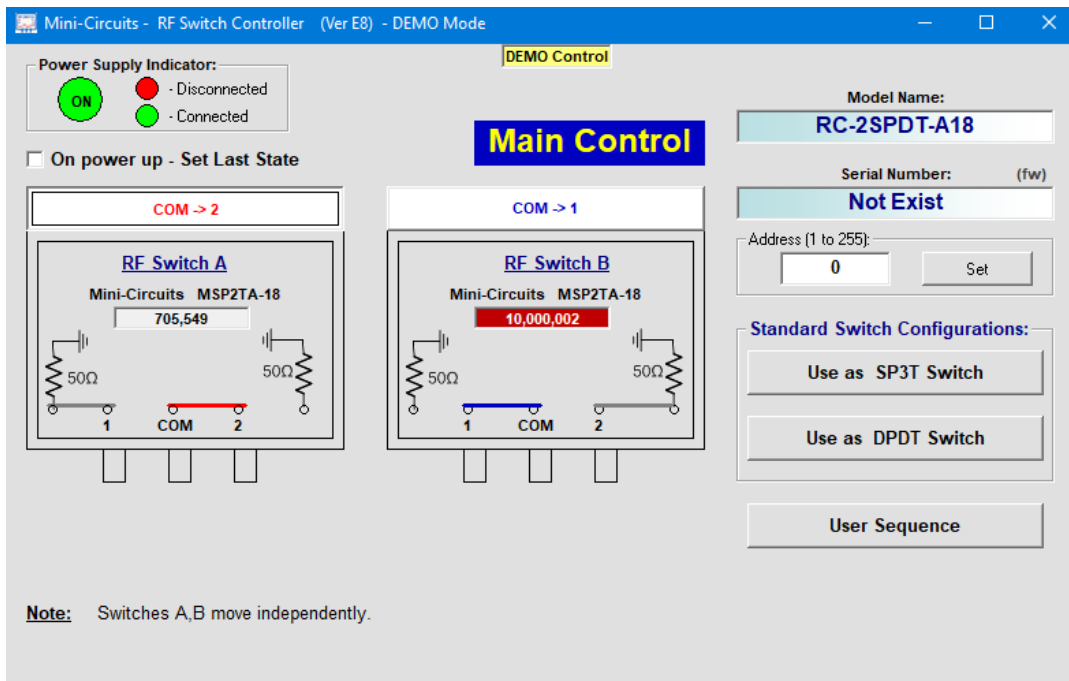 Mini-Circuits - RF Switch Controller (Ver E8) - DEMO Mode
DEMO Control
Power Supply Indicator:
ON
- Disconnected
- Connected
On power up - Set Last State
Main Control
Model Name:
RC-2SPDT-A18
Serial Number: (fw)
Not Exist
Address (1 to 255):
0 Set
COM -> 2
RF Switch A
Mini-Circuits MSP2TA-18
705,549
50Ω 50Ω
1 COM 2
COM -> 1
RF Switch B
Mini-Circuits MSP2TA-18
10,000,002
50Ω 50Ω
1 COM 2
Standard Switch Configurations:
Use as SP3T Switch
Use as DPDT Switch
User Sequence
Note: Switches A,B move independently.